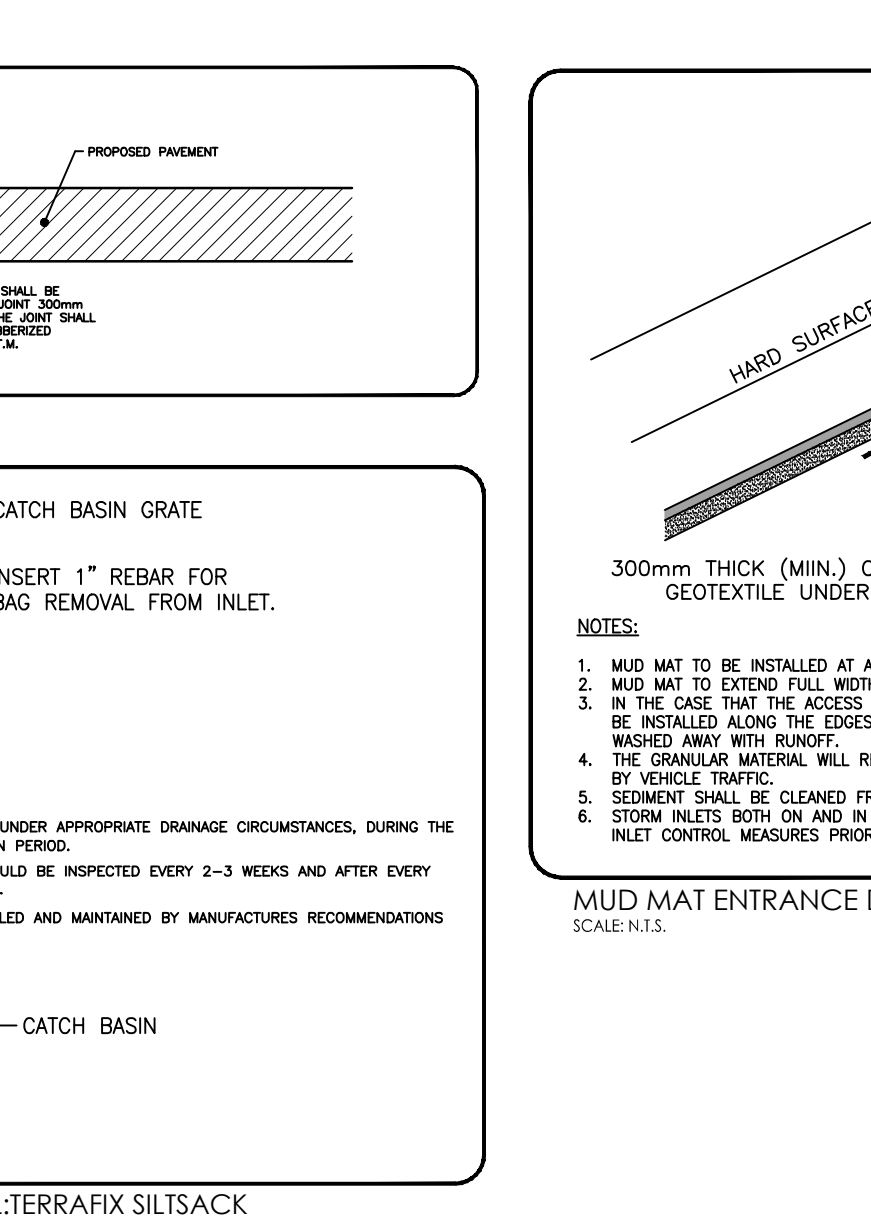 PROPOSED PAVEMENT
SHALL BE
JOINT 300mm
THE JOINT SHALL
BBERIZED
T.M.
CATCH BASIN GRATE
NSERT 1" REBAR FOR
BAG REMOVAL FROM INLET.
UNDER APPROPRIATE DRAINAGE CIRCUMSTANCES, DURING THE
N PERIOD.
ULD BE INSPECTED EVERY 2-3 WEEKS AND AFTER EVERY
LED AND MAINTAINED BY MANUFACTURES RECOMMENDATIONS
CATCH BASIN
:TERRAFIX SILTSACK
HARD SURFACE
300mm THICK (MIIN.)
GEOTEXTILE UNDER
NOTES:
1. MUD MAT TO BE INSTALLED AT
2. MUD MAT TO EXTEND FULL WIDTH
3. IN THE CASE THAT THE ACCESS
BE INSTALLED ALONG THE EDGES
WASHED AWAY WITH RUNOFF.
4. THE GRANULAR MATERIAL WILL
BY VEHICLE TRAFFIC.
5. SEDIMENT SHALL BE CLEANED
6. STORM INLETS BOTH ON AND IN
INLET CONTROL MEASURES PRIOR
MUD MAT ENTRANCE
SCALE: N.T.S.